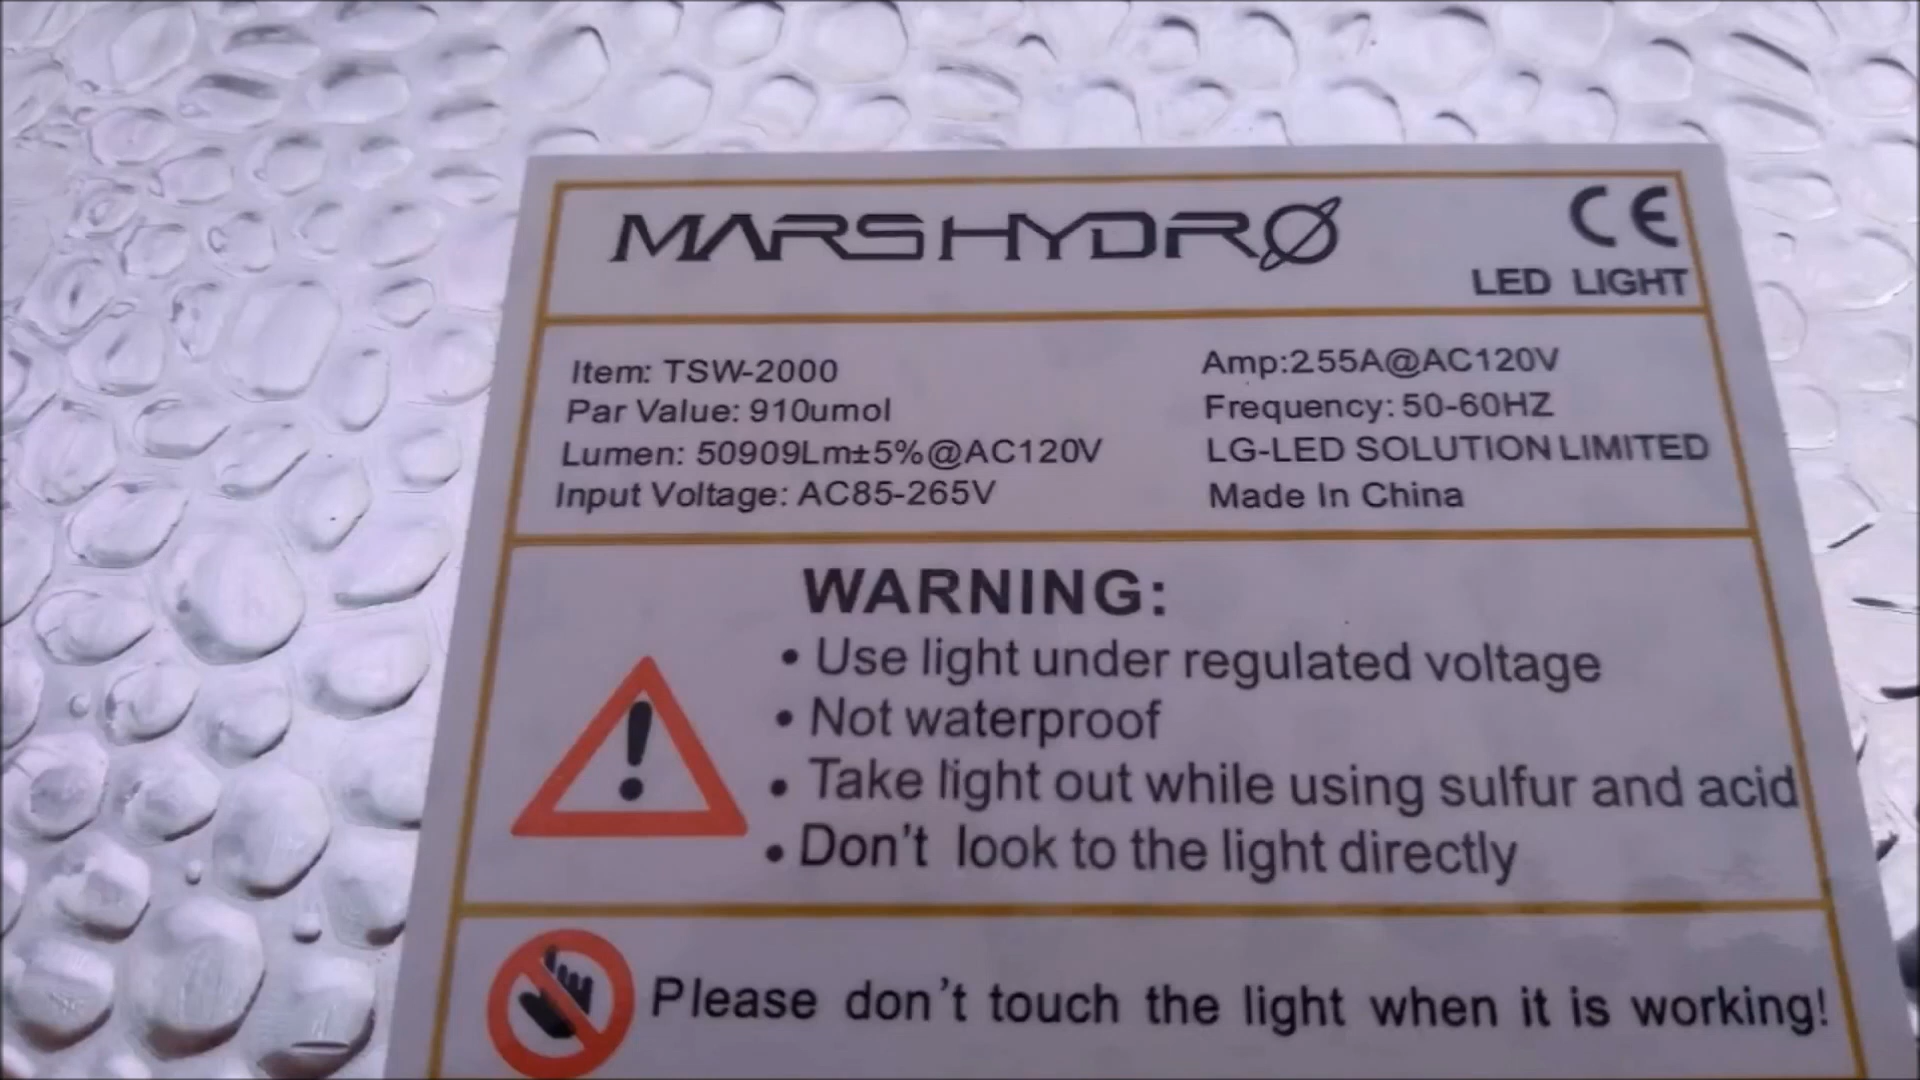 MARS HYDRO
CE
LED LIGHT
Item: TSW-2000
Par Value: 910umol
Lumen: 50909Lm±5%@AC120V
Input Voltage: AC85-265V
Amp:2.55A@AC120V
Frequency: 50-60HZ
LG-LED SOLUTION LIMITED
Made In China
WARNING:
• Use light under regulated voltage
• Not waterproof
• Take light out while using sulfur and acid
• Don't look to the light directly
Please don't touch the light when it is working!